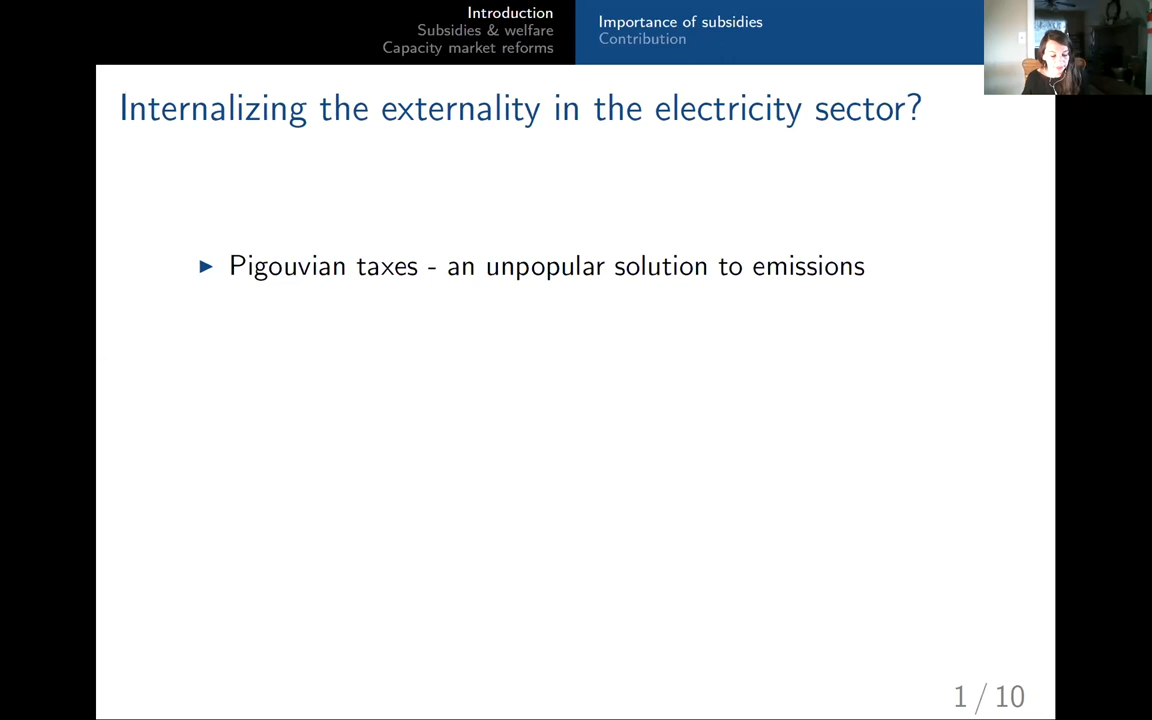 Introduction
Subsidies & welfare
Capacity market reforms
Importance of subsidies
Contribution
Internalizing the externality in the electricity sector?
▶ Pigouvian taxes - an unpopular solution to emissions
1 / 10